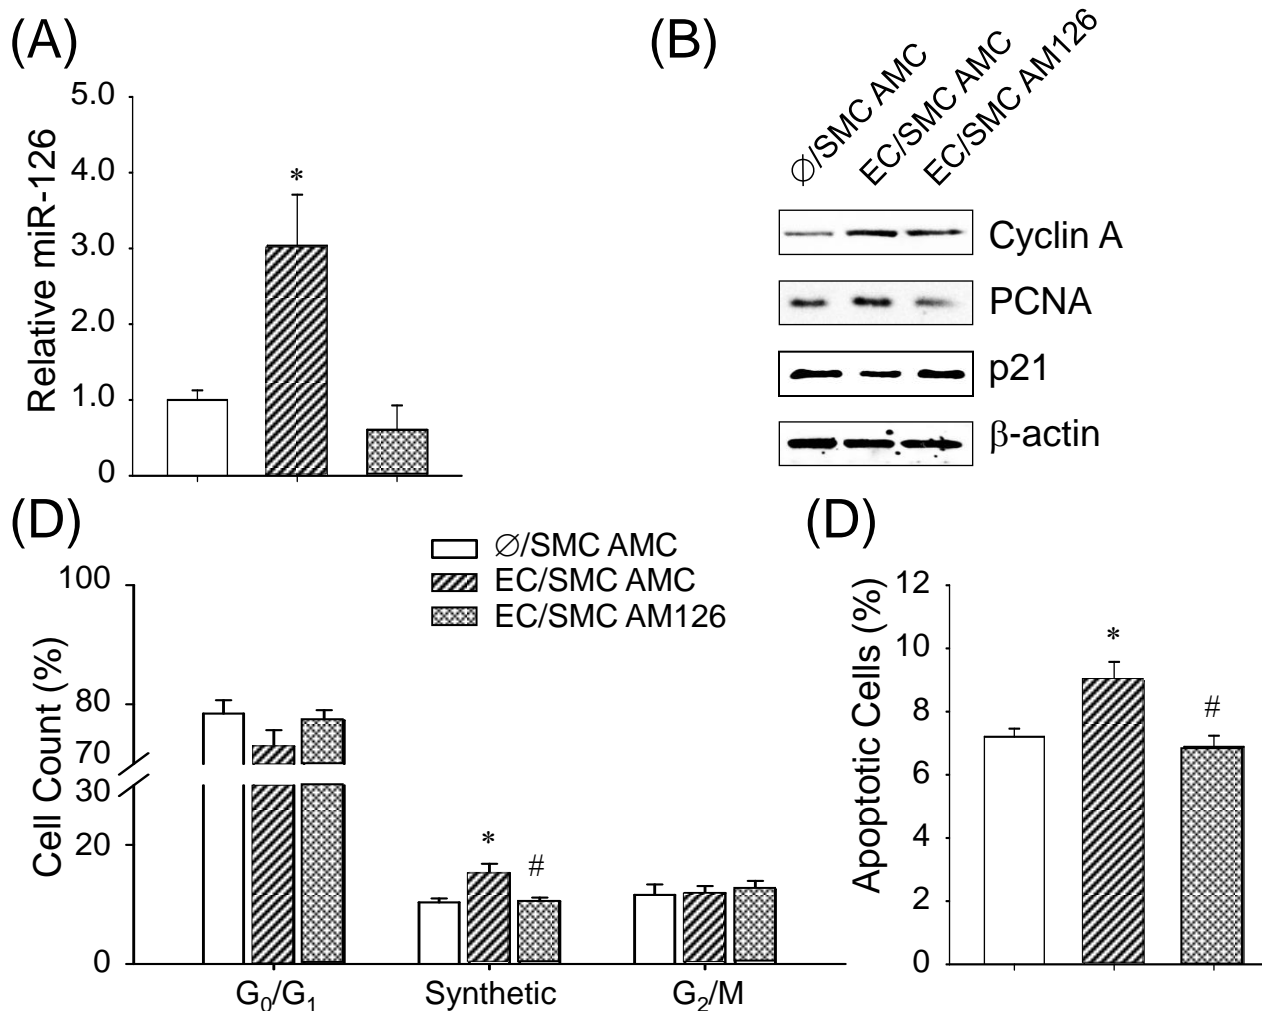 (A)
Relative miR-126
5.0
4.0
3.0
2.0
1.0
0
*
(B)
∅/SMC AMC
EC/SMC AMC
EC/SMC AM126
Cyclin A
PCNA
p21
β-actin
(D)
Cell Count (%)
100
80
70
30
20
0
∅/SMC AMC
EC/SMC AMC
EC/SMC AM126
*
#
G0/G1
Synthetic
G2/M
(D)
Apoptotic Cells (%)
12
10
8
6
4
2
0
*
#